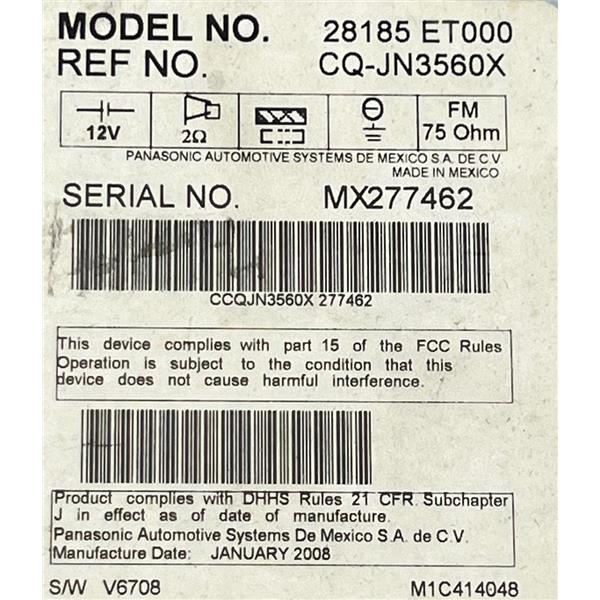 MODEL NO. 28185 ET000
REF NO. CQ-JN3560X
12V 2Ω FM 75 Ohm
PANASONIC AUTOMOTIVE SYSTEMS DE MEXICO S.A. DE C.V.
MADE IN MEXICO
SERIAL NO. MX277462
CCQJN3560X 277462
This device complies with part 15 of the FCC Rules
Operation is subject to the condition that this
device does not cause harmful interference.
Product complies with DHHS Rules 21 CFR. Subchapter
J in effect as of date of manufacture.
Panasonic Automotive Systems De Mexico S.A. de C.V.
Manufacture Date: JANUARY 2008
S/W V6708 M1C414048